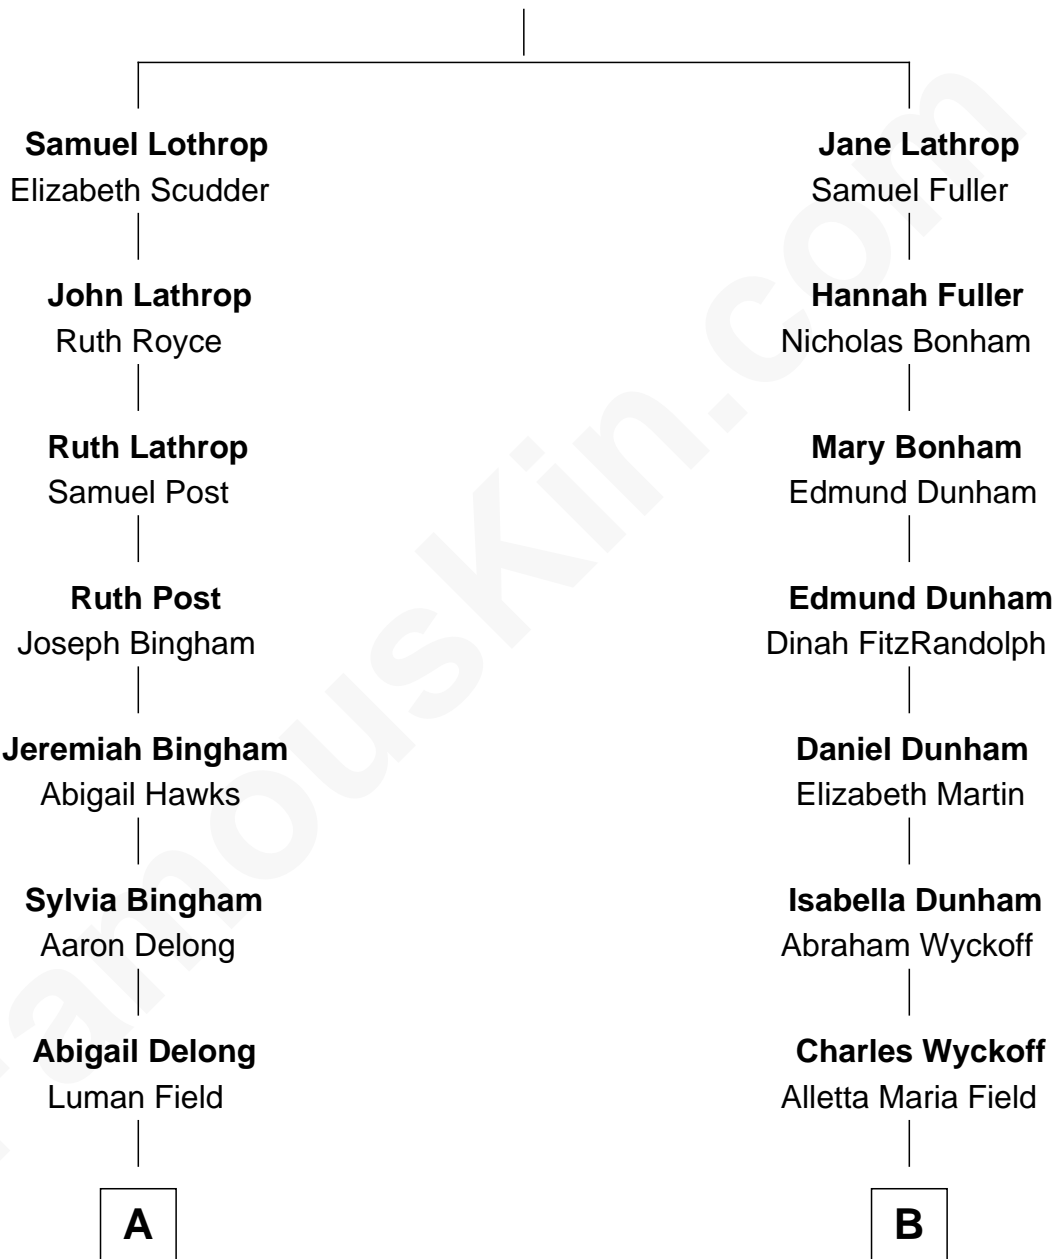 Samuel Lothrop
Elizabeth Scudder
John Lathrop
Ruth Royce
Ruth Lathrop
Samuel Post
Ruth Post
Joseph Bingham
Jeremiah Bingham
Abigail Hawks
Sylvia Bingham
Aaron Delong
Abigail Delong
Luman Field
A
Jane Lathrop
Samuel Fuller
Hannah Fuller
Nicholas Bonham
Mary Bonham
Edmund Dunham
Edmund Dunham
Dinah FitzRandolph
Daniel Dunham
Elizabeth Martin
Isabella Dunham
Abraham Wyckoff
Charles Wyckoff
Alletta Maria Field
B
FamousKin.com